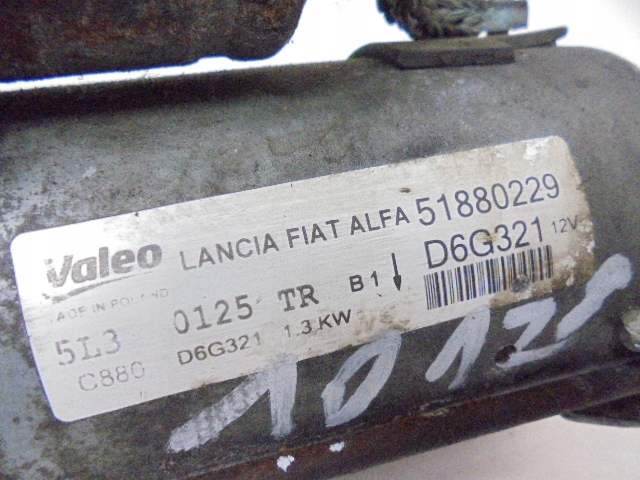 Valeo LANCIA FIAT ALFA 51880229
MADE IN POLAND B1 D6G321 12V
5L3 0125 TR
C880 D6G321 1.3 KW
10125